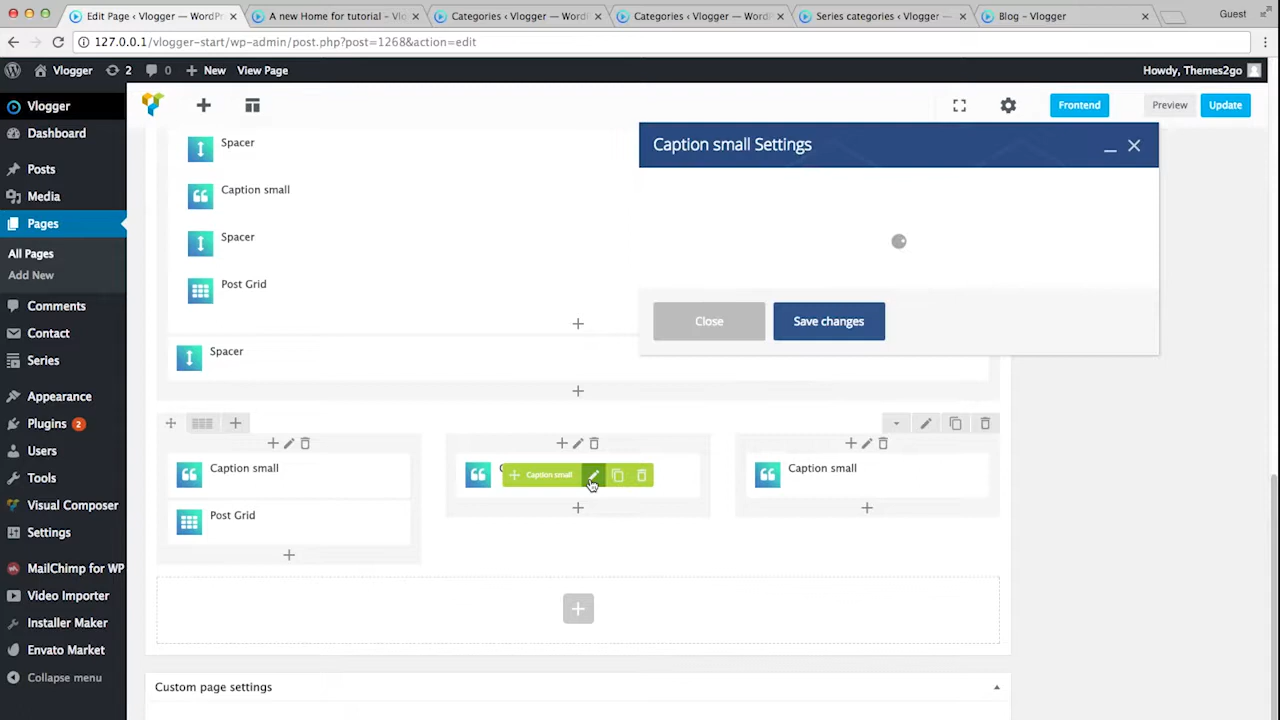 Edit Page ‹ Vlogger — WordPr
A new Home for tutorial – Vl
Categories ‹ Vlogger — Word
Categories ‹ Vlogger — Word
Series categories ‹ Vlogger —
Blog – Vlogger
Guest
127.0.0.1/vlogger-start/wp-admin/post.php?post=1268&action=edit
Vlogger
2
0
New
View Page
Howdy, Themes2go
Vlogger
Dashboard
Posts
Media
Pages
All Pages
Add New
Comments
Contact
Series
Appearance
Plugins 2
Users
Tools
Visual Composer
Settings
MailChimp for WP
Video Importer
Installer Maker
Envato Market
Collapse menu
Frontend
Preview
Update
Spacer
Caption small
Spacer
Post Grid
Spacer
Caption small Settings
Close
Save changes
Caption small
Post Grid
Caption small
Caption small
Custom page settings